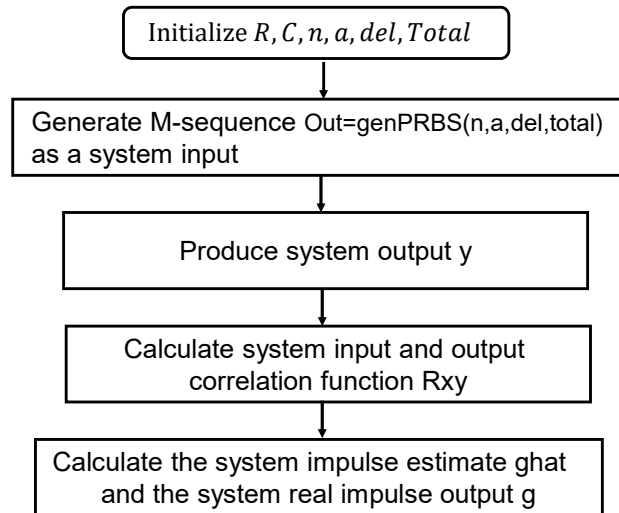 Initialize R, C, n, a, del, Total
Generate M-sequence Out=genPRBS(n,a,del,total)
as a system input
Produce system output y
Calculate system input and output
correlation function Rxy
Calculate the system impulse estimate ghat
and the system real impulse output g